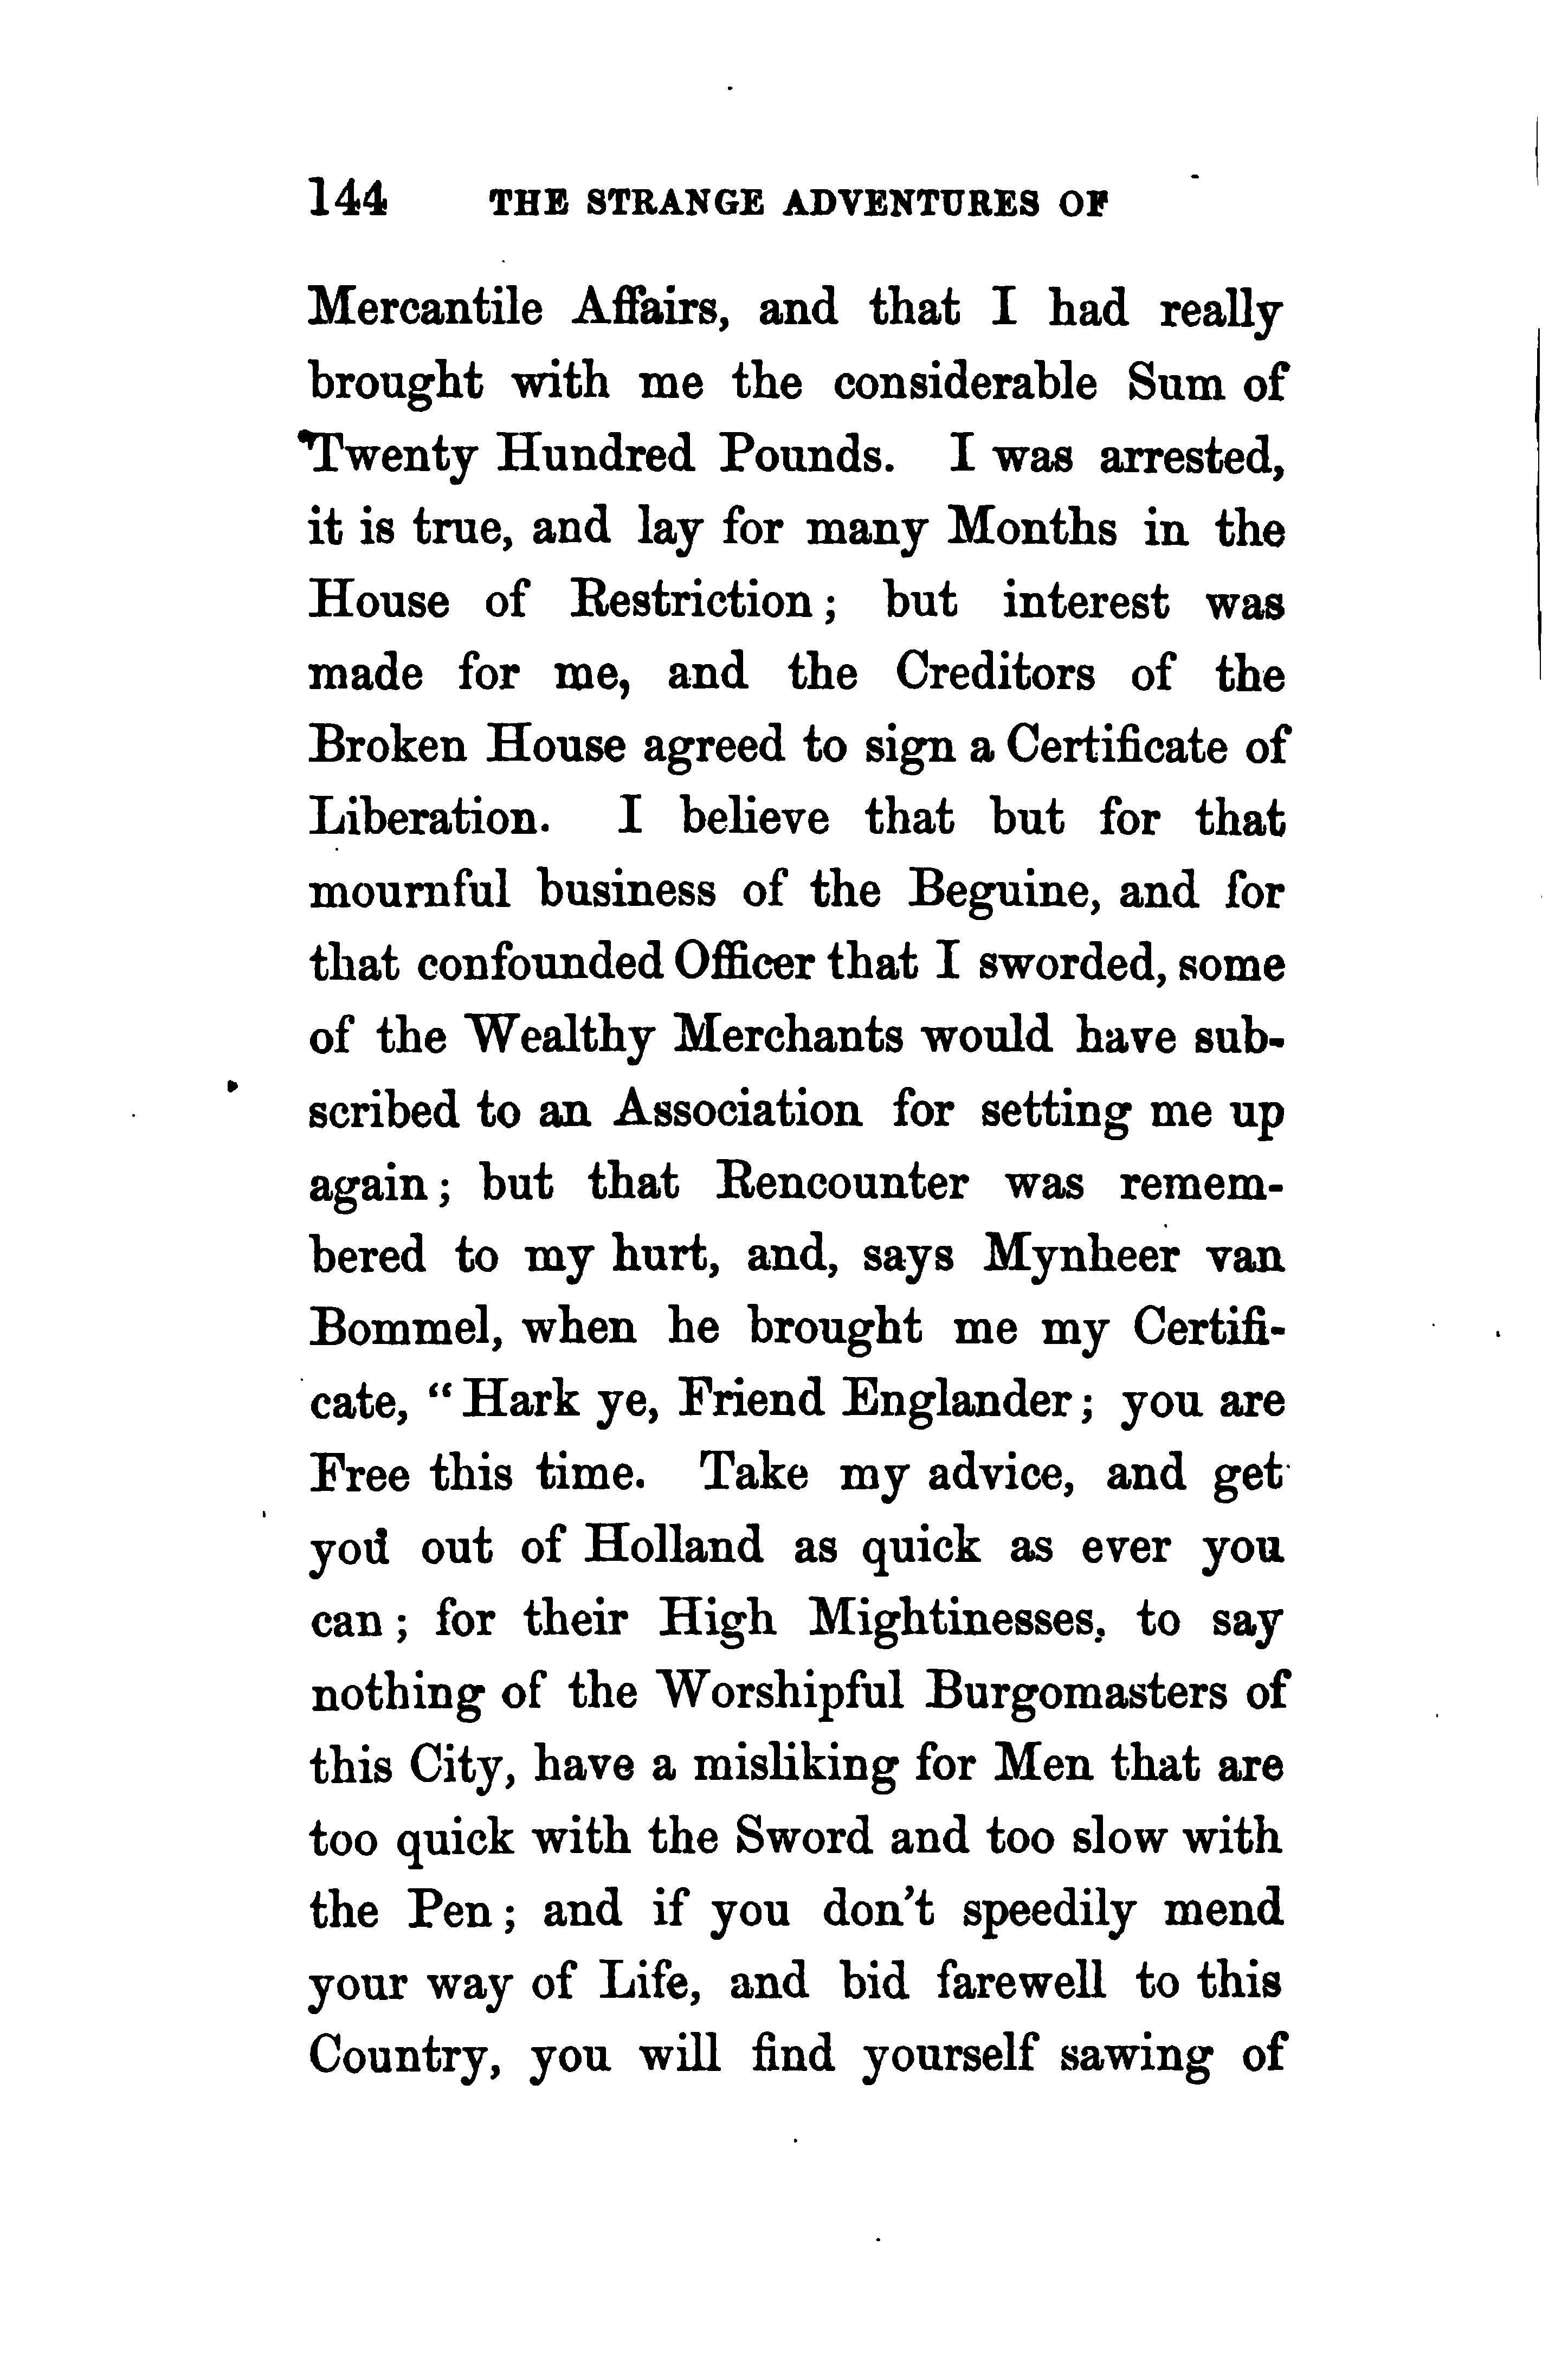 144 THE STRANGE ADVENTURES OF
Mercantile Affairs, and that I had really
brought with me the considerable Sum of
Twenty Hundred Pounds. I was arrested,
it is true, and lay for many Months in the
House of Restriction; but interest was
made for me, and the Creditors of the
Broken House agreed to sign a Certificate of
Liberation. I believe that but for that
mournful business of the Beguine, and for
that confounded Officer that I sworded, some
of the Wealthy Merchants would have sub-
scribed to an Association for setting me up
again; but that Rencounter was remem-
bered to my hurt, and, says Mynheer van
Bommel, when he brought me my Certifi-
cate, “Hark ye, Friend Englander; you are
Free this time. Take my advice, and get
you out of Holland as quick as ever you
can; for their High Mightinesses, to say
nothing of the Worshipful Burgomasters of
this City, have a misliking for Men that are
too quick with the Sword and too slow with
the Pen; and if you don't speedily mend
your way of Life, and bid farewell to this
Country, you will find yourself sawing of